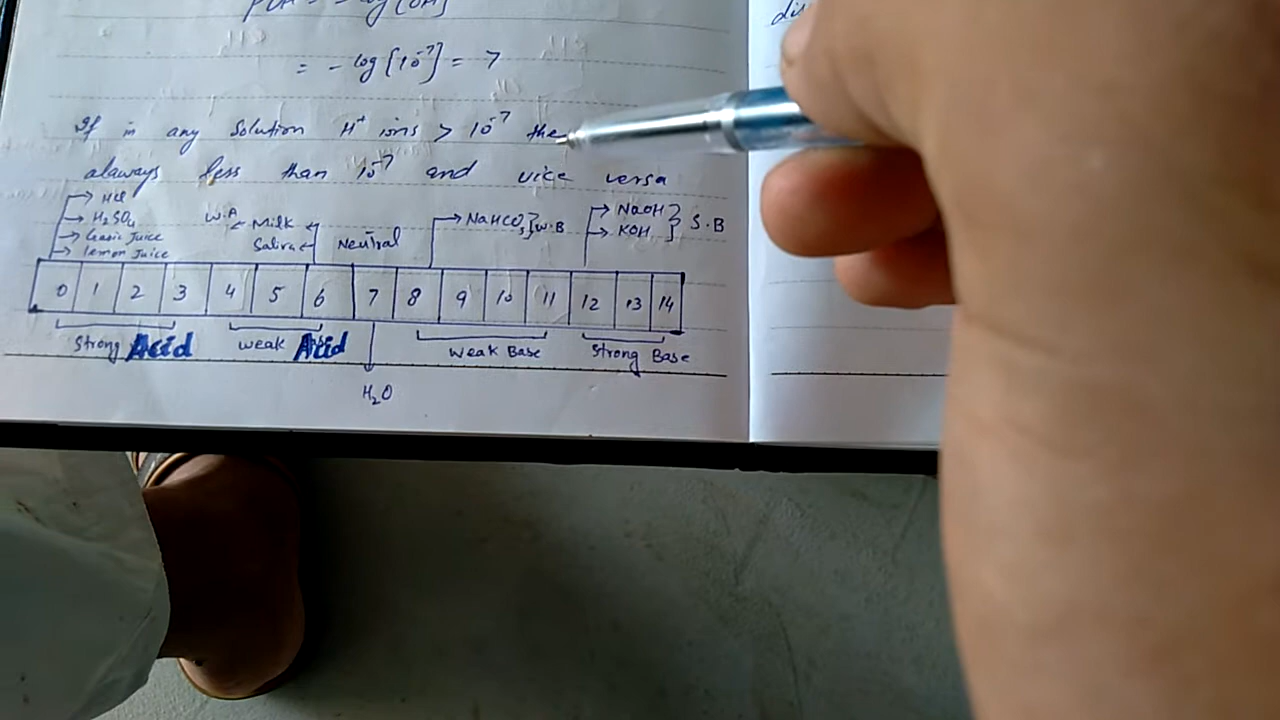 = - log [10⁻⁷] = 7
If in any solution H⁺ ions > 10⁻⁷ the
alaways less than 10⁻⁷ and vice versa
HCl
H₂SO₄
Juice
lemon Juice
W.A Milk
Saliva
Neutral
NaHCO₃ } W.B
NaOH
KOH } S.B
0 1 2 3 4 5 6 7 8 9 10 11 12 13 14
Strong Acid weak Acid Weak Base Strong Base
H₂O